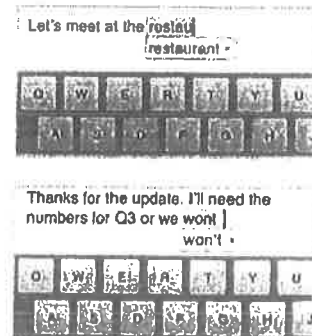 Let's meet at the restau
restaurant ×
Q W E R T Y U
A S D F G H
Thanks for the update. I'll need the
numbers for Q3 or we wont
won't ×
Q W E R T Y U
A S D F G H